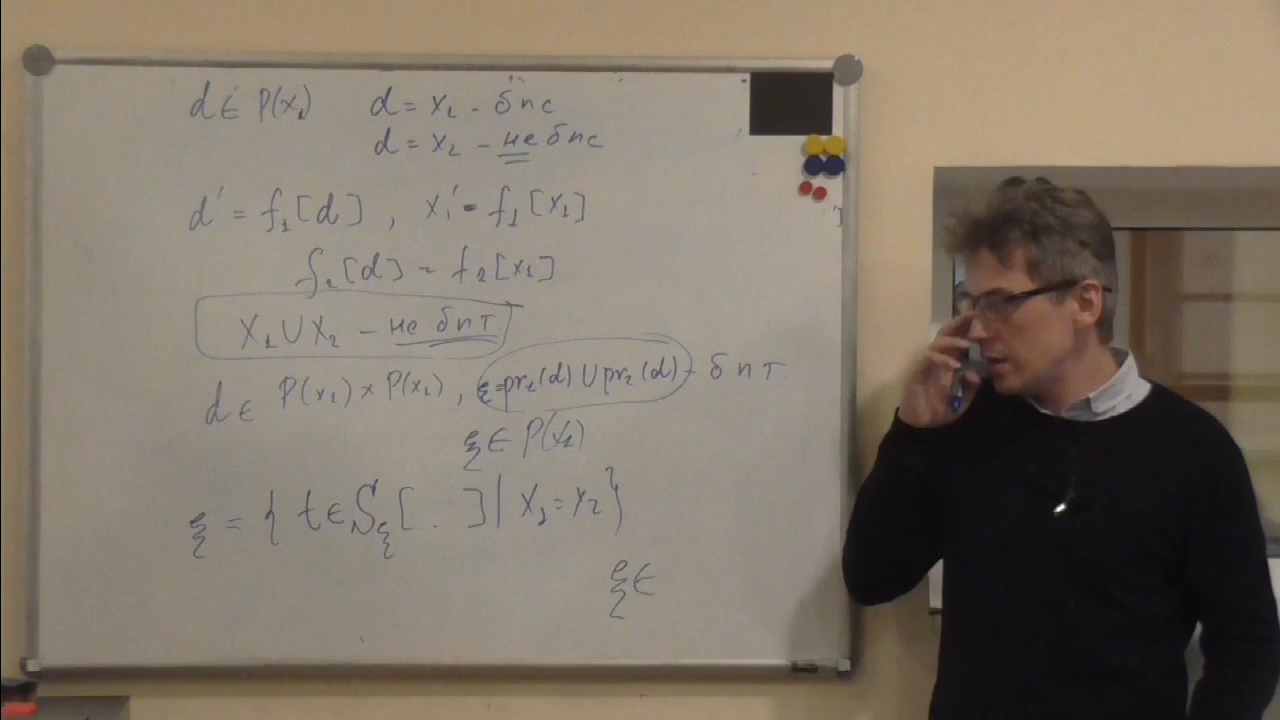 d ∈ P(X₁) d = X₁ - бпс
d = X₂ - не бпс
d' = f₁[d] , X₁' = f₁[X₁]
f₂[d] = f₂[X₁]
X₁ ∪ X₂ - не бпт
d ∈ P(X₁) × P(X₂) , ξ = pr₁(d) ∪ pr₂(d) - бпт
ξ ∈ P(X₁)
ξ = { t ∈ S_ξ [ . . ] | X₁ = X₂ }
ξ ∈